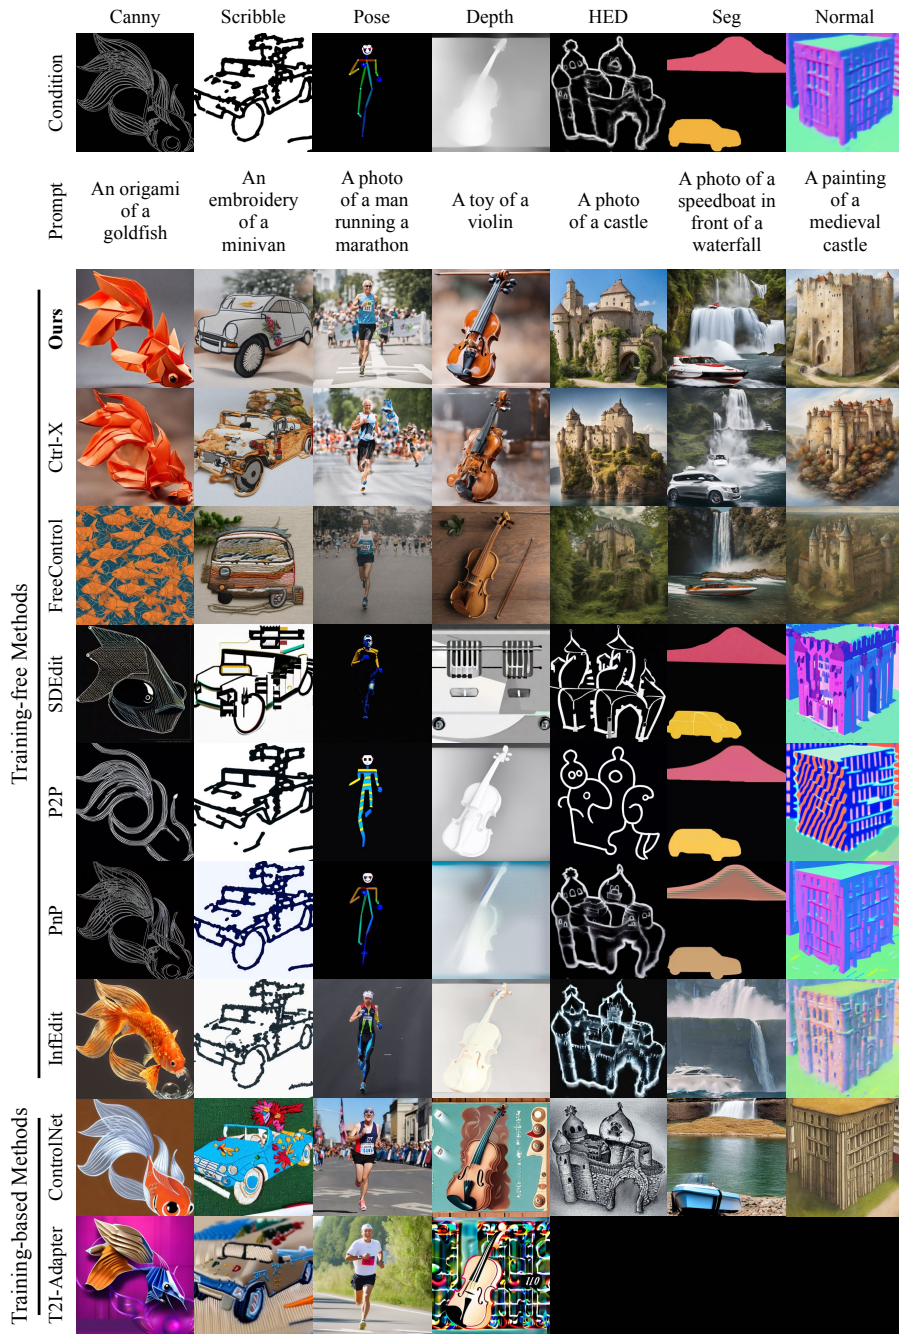 Canny Scribble Pose Depth HED Seg Normal
Condition
Prompt
An origami
of a
goldfish
An
embroidery
of a
minivan
A photo
of a man
running a
marathon
A toy of a
violin
A photo
of a castle
A photo of a
speedboat in
front of a
waterfall
A painting
of a
medieval
castle
Training-free Methods
Ours
Ctrl-X
FreeControl
SDEdit
P2P
PnP
InfEdit
Training-based Methods
ControlNet
T2I-Adapter